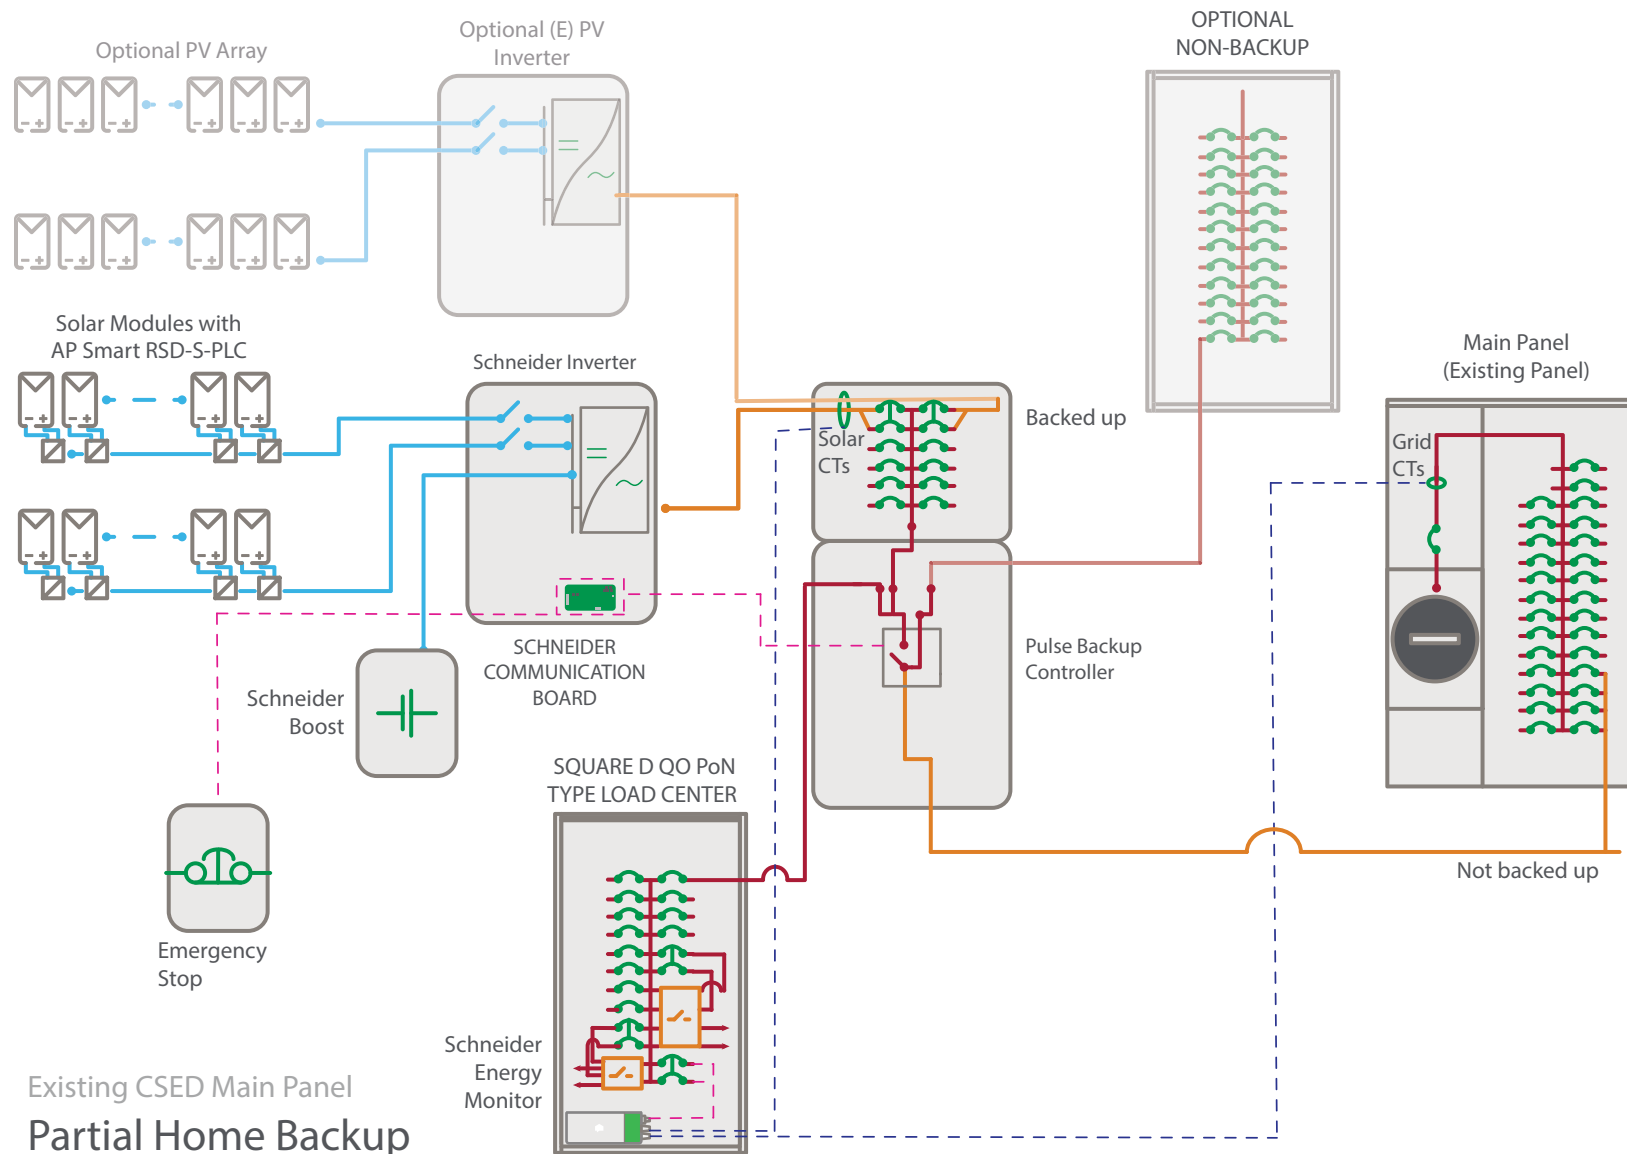 Optional PV Array
Optional (E) PV
Inverter
OPTIONAL
NON-BACKUP
Solar Modules with
AP Smart RSD-S-PLC
Schneider Inverter
Main Panel
(Existing Panel)
Backed up
Solar
CTs
Grid
CTs
SCHNEIDER
COMMUNICATION
BOARD
Pulse Backup
Controller
Schneider
Boost
SQUARE D QO PoN
TYPE LOAD CENTER
Not backed up
Emergency
Stop
Schneider
Energy
Monitor
Existing CSED Main Panel
Partial Home Backup